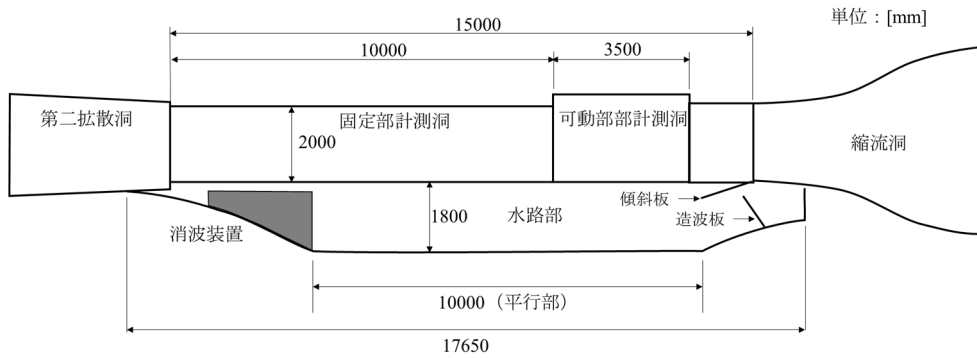 単位：[mm]
15000
10000
3500
第二拡散洞
固定部計測洞
可動部部計測洞
縮流洞
2000
傾斜板
1800
水路部
造波板
消波装置
10000（平行部）
17650